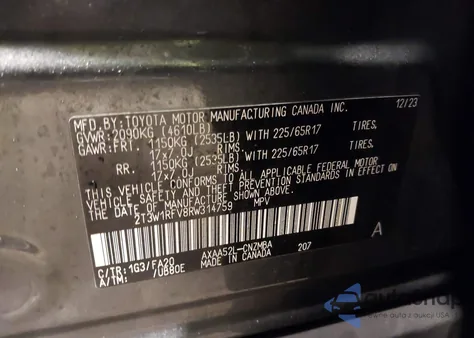 MFD. BY: TOYOTA MOTOR MANUFACTURING CANADA INC. 12/23
GVWR: 2090KG (4610LB)
GAWR: FRT. 1150KG (2535LB) WITH 225/65R17 TIRES,
17x7.0J RIMS
RR. 1150KG (2535LB) WITH 225/65R17 TIRES,
17x7.0J RIMS
THIS VEHICLE CONFORMS TO ALL APPLICABLE FEDERAL MOTOR
VEHICLE SAFETY AND THEFT PREVENTION STANDARDS IN EFFECT
ON THE DATE OF MANUFACTURE SHOWN ABOVE.
2T3W1RFV8RW314759 MPV
A
C/TR: 1G3/FA20 AXAA52L-CNZMBA 207
A/TM: /UB80E MADE IN CANADA
autoshap